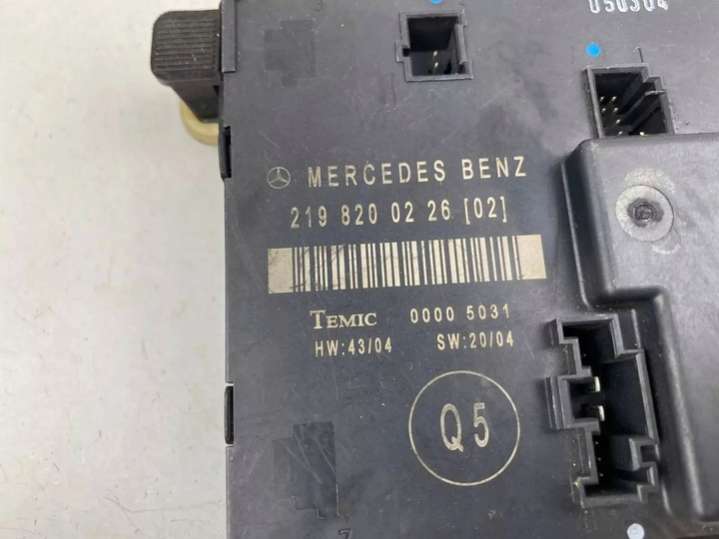 MERCEDES BENZ
219 820 02 26 [02]
TEMIC 0000 5031
HW:43/04 SW:20/04
Q5